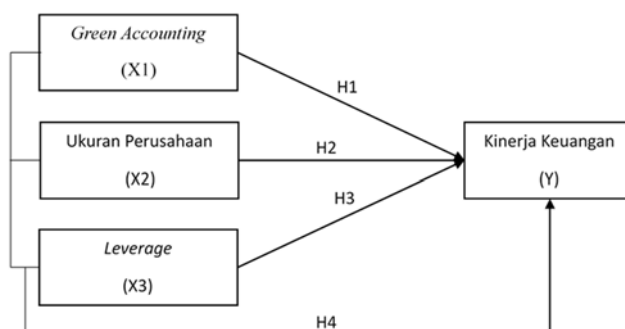 Green Accounting
(X1)
H1
Ukuran Perusahaan
(X2)
H2
Kinerja Keuangan
(Y)
H3
Leverage
(X3)
H4